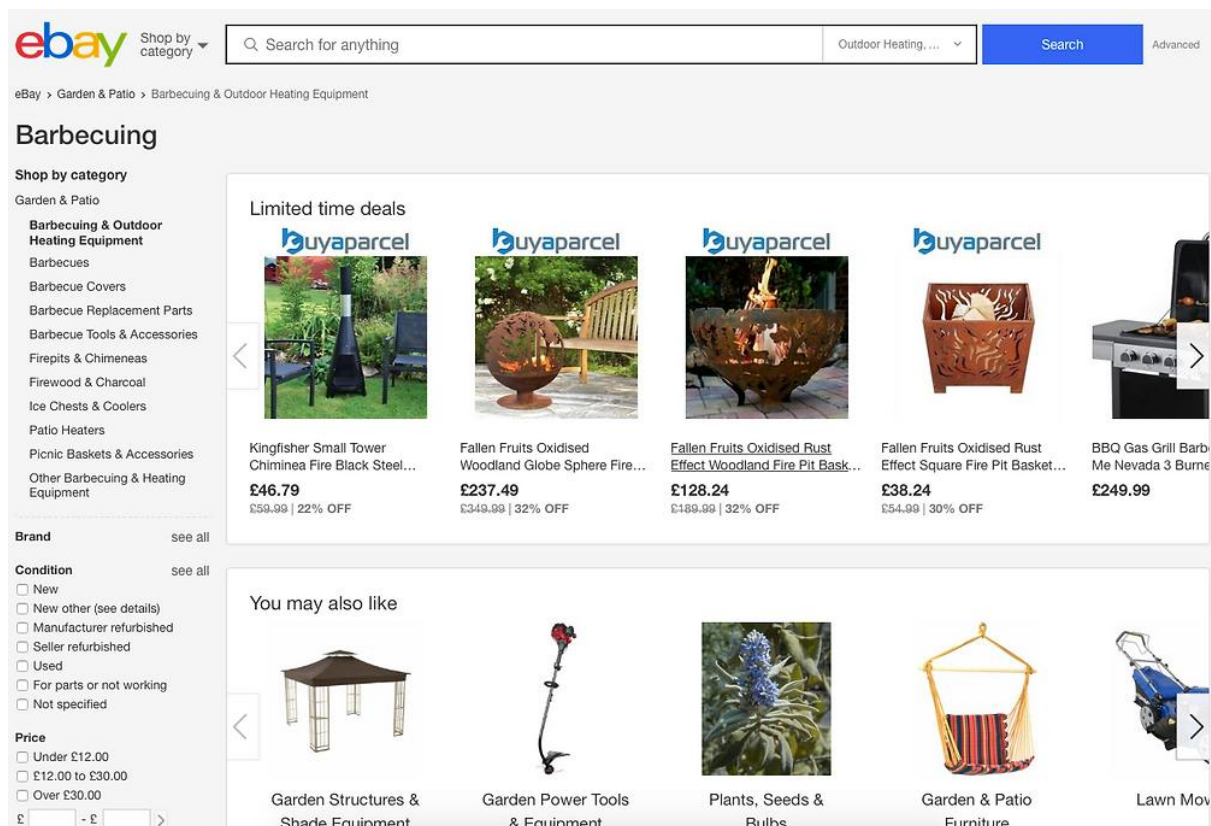 ebay
Shop by
category
Search for anything
Outdoor Heating, ...
Search
Advanced
eBay > Garden & Patio > Barbecuing & Outdoor Heating Equipment
Barbecuing
Shop by category
Garden & Patio
Barbecuing & Outdoor
Heating Equipment
Barbecues
Barbecue Covers
Barbecue Replacement Parts
Barbecue Tools & Accessories
Firepits & Chimeneas
Firewood & Charcoal
Ice Chests & Coolers
Patio Heaters
Picnic Baskets & Accessories
Other Barbecuing & Heating
Equipment
Brand see all
Condition see all
New
New other (see details)
Manufacturer refurbished
Seller refurbished
Used
For parts or not working
Not specified
Price
Under £12.00
£12.00 to £30.00
Over £30.00
£ - £
Limited time deals
buyaparcel
Kingfisher Small Tower
Chiminea Fire Black Steel...
£46.79
£59.99 | 22% OFF
buyaparcel
Fallen Fruits Oxidised
Woodland Globe Sphere Fire...
£237.49
£349.99 | 32% OFF
buyaparcel
Fallen Fruits Oxidised Rust
Effect Woodland Fire Pit Bask...
£128.24
£189.99 | 32% OFF
buyaparcel
Fallen Fruits Oxidised Rust
Effect Square Fire Pit Basket...
£38.24
£54.99 | 30% OFF
BBQ Gas Grill Barb
Me Nevada 3 Burne
£249.99
You may also like
Garden Structures &
Shade Equipment
Garden Power Tools
& Equipment
Plants, Seeds &
Bulbs
Garden & Patio
Furniture
Lawn Mov